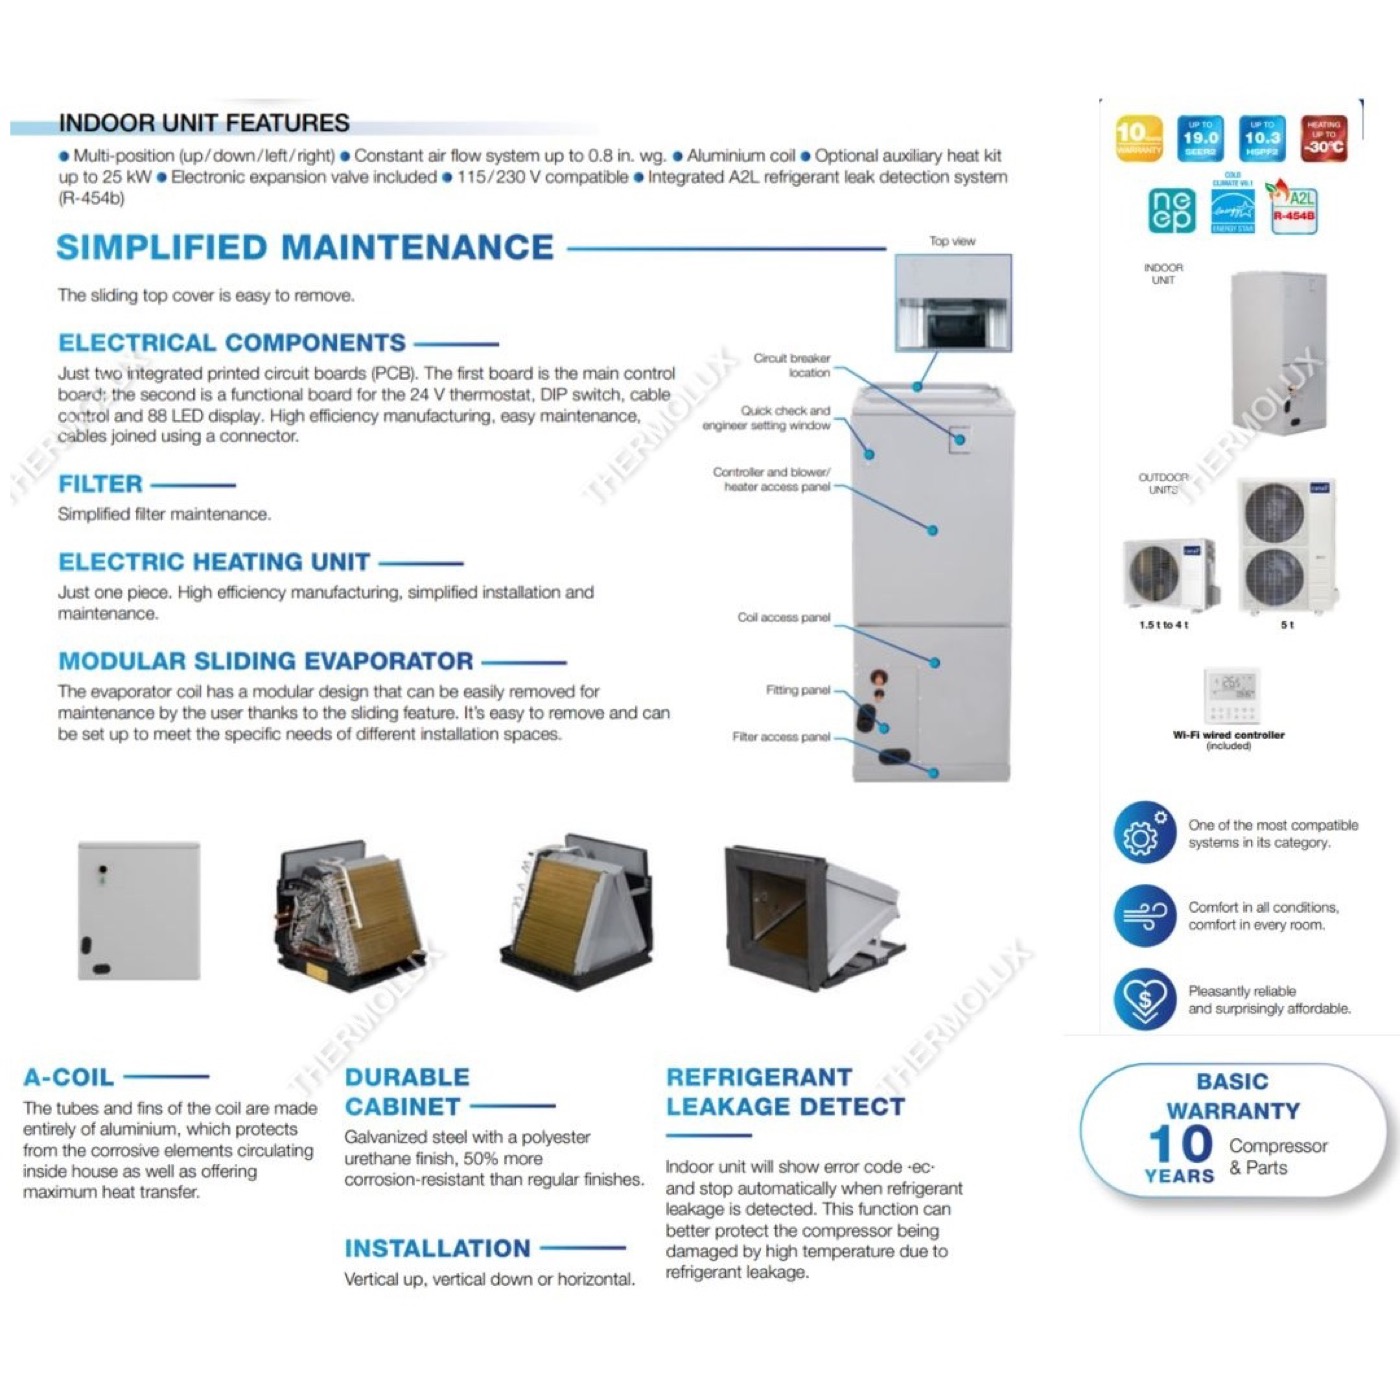 INDOOR UNIT FEATURES
● Multi-position (up/down/left/right) ● Constant air flow system up to 0.8 in. wg. ● Aluminium coil ● Optional auxiliary heat kit
up to 25 kW ● Electronic expansion valve included ● 115/230 V compatible ● Integrated A2L refrigerant leak detection system
(R-454b)
SIMPLIFIED MAINTENANCE
The sliding top cover is easy to remove.
ELECTRICAL COMPONENTS
Just two integrated printed circuit boards (PCB). The first board is the main control
board; the second is a functional board for the 24 V thermostat, DIP switch, cable
control and 88 LED display. High efficiency manufacturing, easy maintenance,
cables joined using a connector.
FILTER
Simplified filter maintenance.
ELECTRIC HEATING UNIT
Just one piece. High efficiency manufacturing, simplified installation and
maintenance.
MODULAR SLIDING EVAPORATOR
The evaporator coil has a modular design that can be easily removed for
maintenance by the user thanks to the sliding feature. It's easy to remove and can
be set up to meet the specific needs of different installation spaces.
Top view
Circuit breaker
location
Quick check and
engineer setting window
Controller and blower/
heater access panel
Coil access panel
Fitting panel
Filter access panel
A-COIL
The tubes and fins of the coil are made
entirely of aluminium, which protects
from the corrosive elements circulating
inside house as well as offering
maximum heat transfer.
DURABLE
CABINET
Galvanized steel with a polyester
urethane finish, 50% more
corrosion-resistant than regular finishes.
INSTALLATION
Vertical up, vertical down or horizontal.
REFRIGERANT
LEAKAGE DETECT
Indoor unit will show error code -ec-
and stop automatically when refrigerant
leakage is detected. This function can
better protect the compressor being
damaged by high temperature due to
refrigerant leakage.
10
WARRANTY
UP TO
19.0
SEER2
UP TO
10.3
HSPF2
HEATING
UP TO
-30°C
ne
ep
COLD
CLIMATE V6.1
energy
ENERGY STAR
A2L
R-454B
INDOOR
UNIT
OUTDOOR
UNITS
1.5 t to 4 t
5 t
Wi-Fi wired controller
(included)
One of the most compatible
systems in its category.
Comfort in all conditions,
comfort in every room.
Pleasantly reliable
and surprisingly affordable.
BASIC
WARRANTY
10
YEARS
Compressor
& Parts
THERMOLUX
THERMOLUX
THERMOLUX
THERMOLUX
THERMOLUX